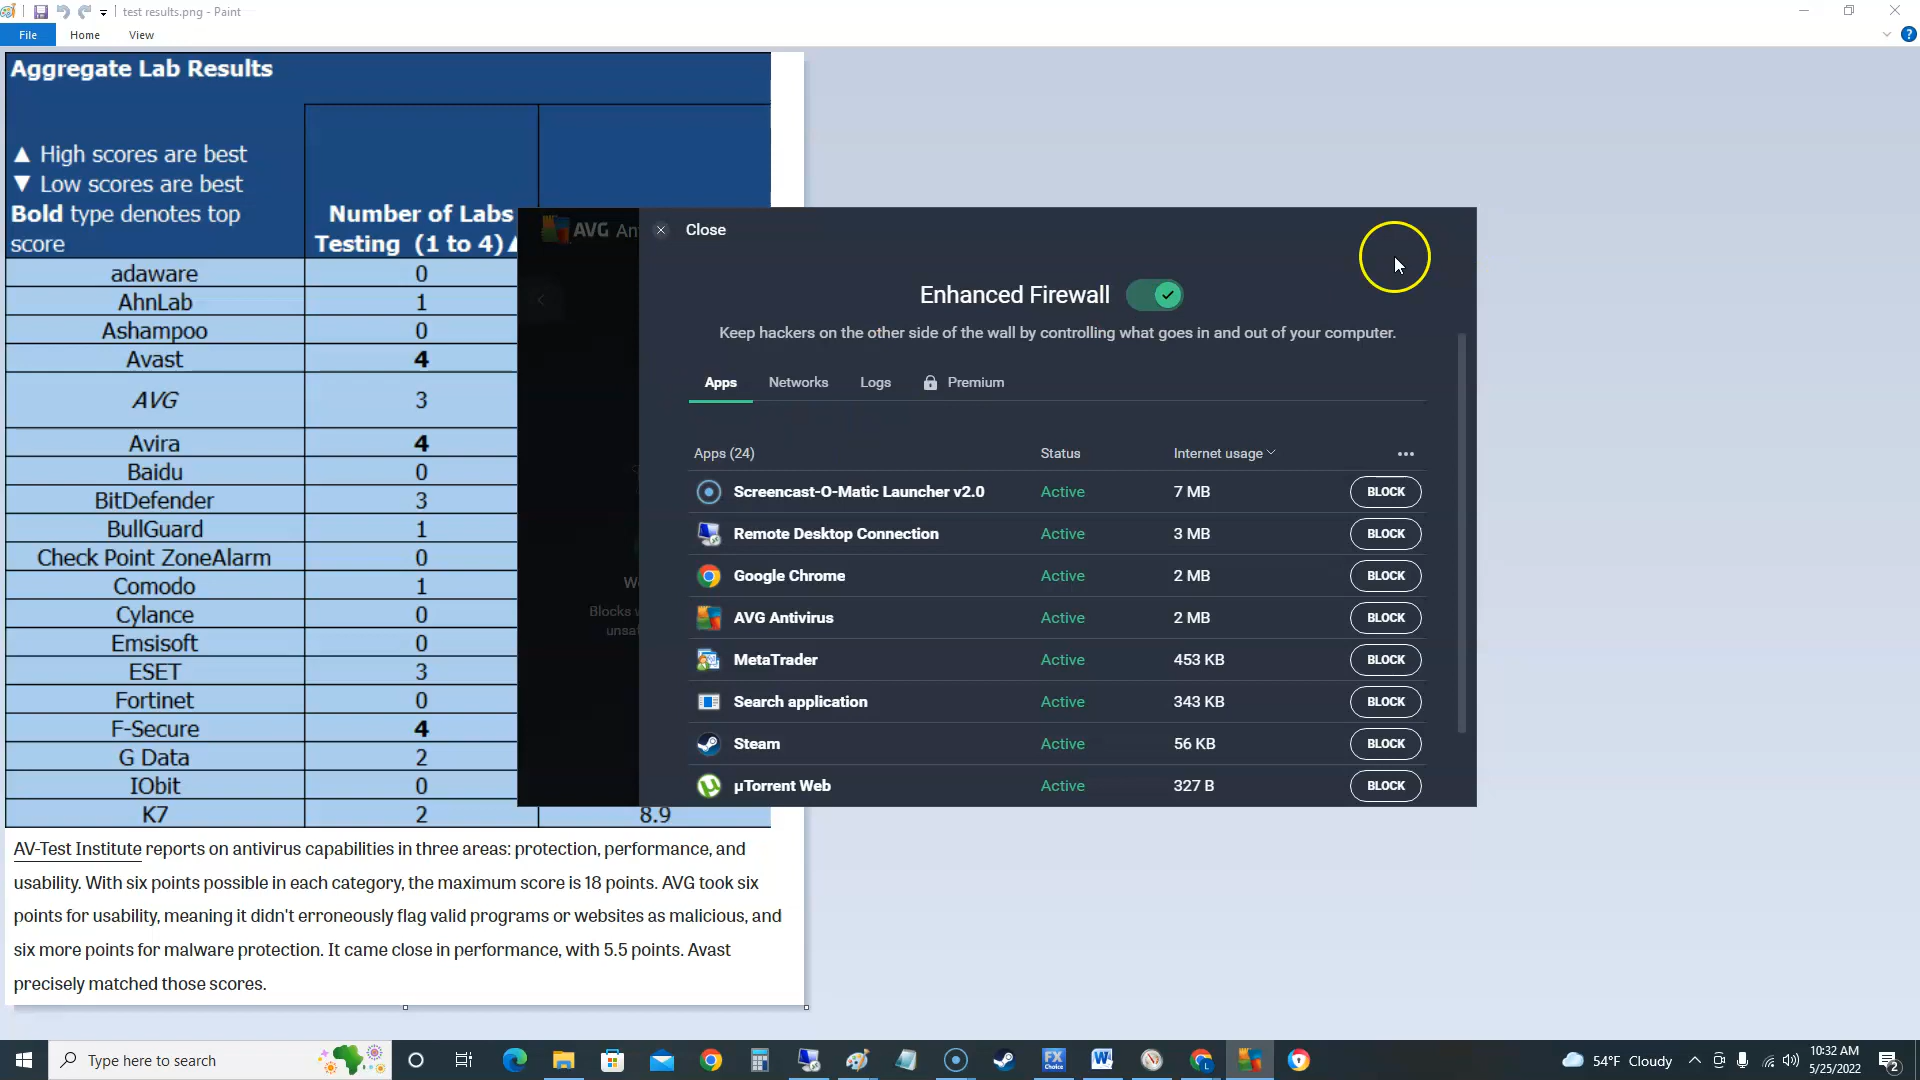 test results.png - Paint
File Home View
Aggregate Lab Results
▲ High scores are best
▼ Low scores are best
Bold type denotes top
score
Number of Labs
Testing (1 to 4)▲
adaware 0
AhnLab 1
Ashampoo 0
Avast 4
AVG 3
Avira 4
Baidu 0
BitDefender 3
BullGuard 1
Check Point ZoneAlarm 0
Comodo 1
Cylance 0
Emsisoft 0
ESET 3
Fortinet 0
F-Secure 4
G Data 2
IObit 0
K7 2 8.9
AV-Test Institute reports on antivirus capabilities in three areas: protection, performance, and
usability. With six points possible in each category, the maximum score is 18 points. AVG took six
points for usability, meaning it didn't erroneously flag valid programs or websites as malicious, and
six more points for malware protection. It came close in performance, with 5.5 points. Avast
precisely matched those scores.
AVG
Blocks
Close
Enhanced Firewall
Keep hackers on the other side of the wall by controlling what goes in and out of your computer.
Apps Networks Logs Premium
Apps (24) Status Internet usage
Screencast-O-Matic Launcher v2.0 Active 7 MB BLOCK
Remote Desktop Connection Active 3 MB BLOCK
Google Chrome Active 2 MB BLOCK
AVG Antivirus Active 2 MB BLOCK
MetaTrader Active 453 KB BLOCK
Search application Active 343 KB BLOCK
Steam Active 56 KB BLOCK
µTorrent Web Active 327 B BLOCK
Type here to search
FX
Choice
54°F Cloudy
10:32 AM
5/25/2022
2